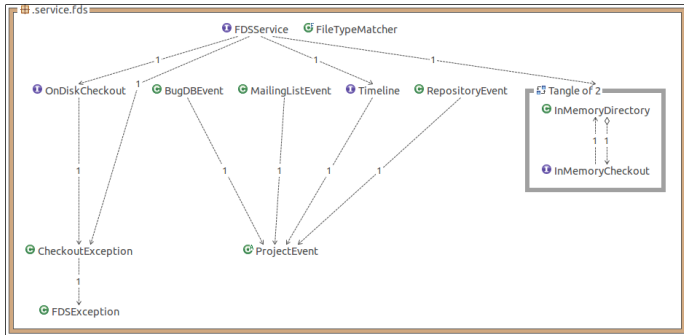 .service.fds
FDSService
FileTypeMatcher
1
1
1
1
OnDiskCheckout
BugDBEvent
MailingListEvent
Timeline
RepositoryEvent
Tangle of 2
InMemoryDirectory
1
1
InMemoryCheckout
1
1
1
1
1
CheckoutException
ProjectEvent
1
FDSException